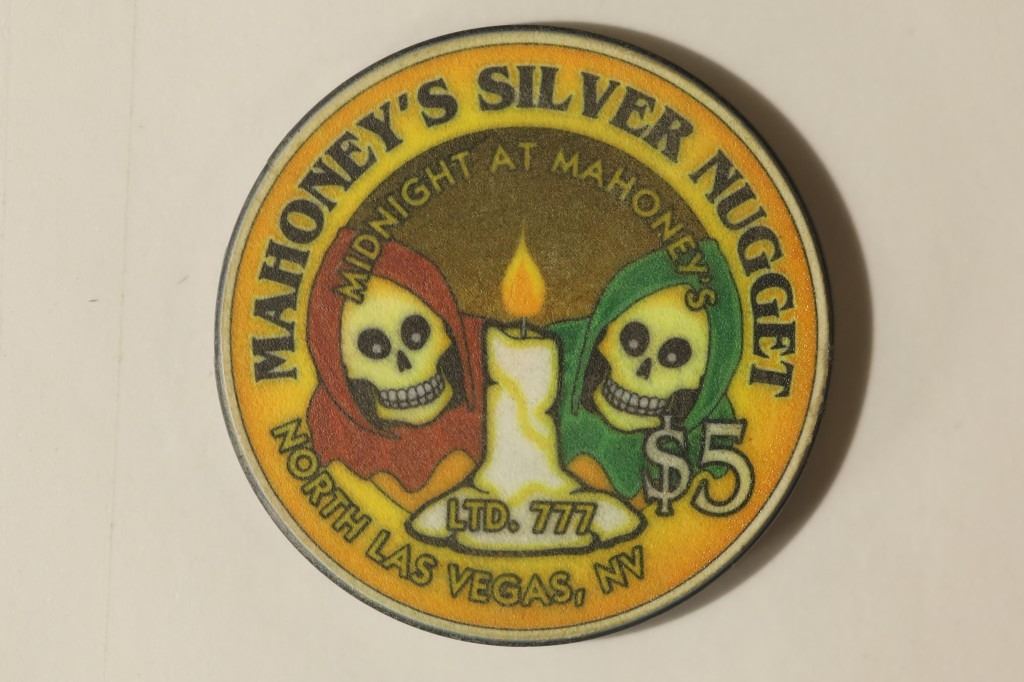 MAHONEY'S SILVER NUGGET
MIDNIGHT AT MAHONEY'S
$5
LTD. 777
NORTH LAS VEGAS, NV